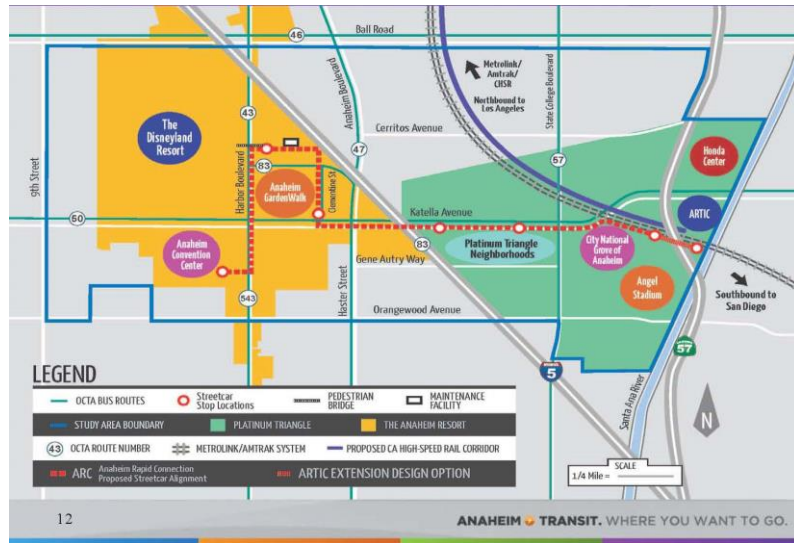 46
Ball Road
Metrolink/
Amtrak/
CHSR
Northbound to
Los Angeles
State College Boulevard
Anaheim Boulevard
43
The
Disneyland
Resort
Cerritos Avenue
47
57
Honda
Center
83
Harbor Boulevard
Anaheim
GardenWalk
Clementine St.
9th Street
50
Katella Avenue
ARTIC
Anaheim
Convention
Center
83
Platinum Triangle
Neighborhoods
City National
Grove of
Anaheim
Gene Autry Way
Haster Street
Angel
Stadium
Southbound to
San Diego
543
Orangewood Avenue
5
57
Santa Ana River
N
LEGEND
OCTA BUS ROUTES
Streetcar
Stop Locations
PEDESTRIAN
BRIDGE
MAINTENANCE
FACILITY
STUDY AREA BOUNDARY
PLATINUM TRIANGLE
THE ANAHEIM RESORT
43
OCTA ROUTE NUMBER
METROLINK/AMTRAK SYSTEM
PROPOSED CA HIGH-SPEED RAIL CORRIDOR
ARC
Anaheim Rapid Connection
Proposed Streetcar Alignment
ARTIC EXTENSION DESIGN OPTION
SCALE
1/4 Mile =
12
ANAHEIM TRANSIT. WHERE YOU WANT TO GO.